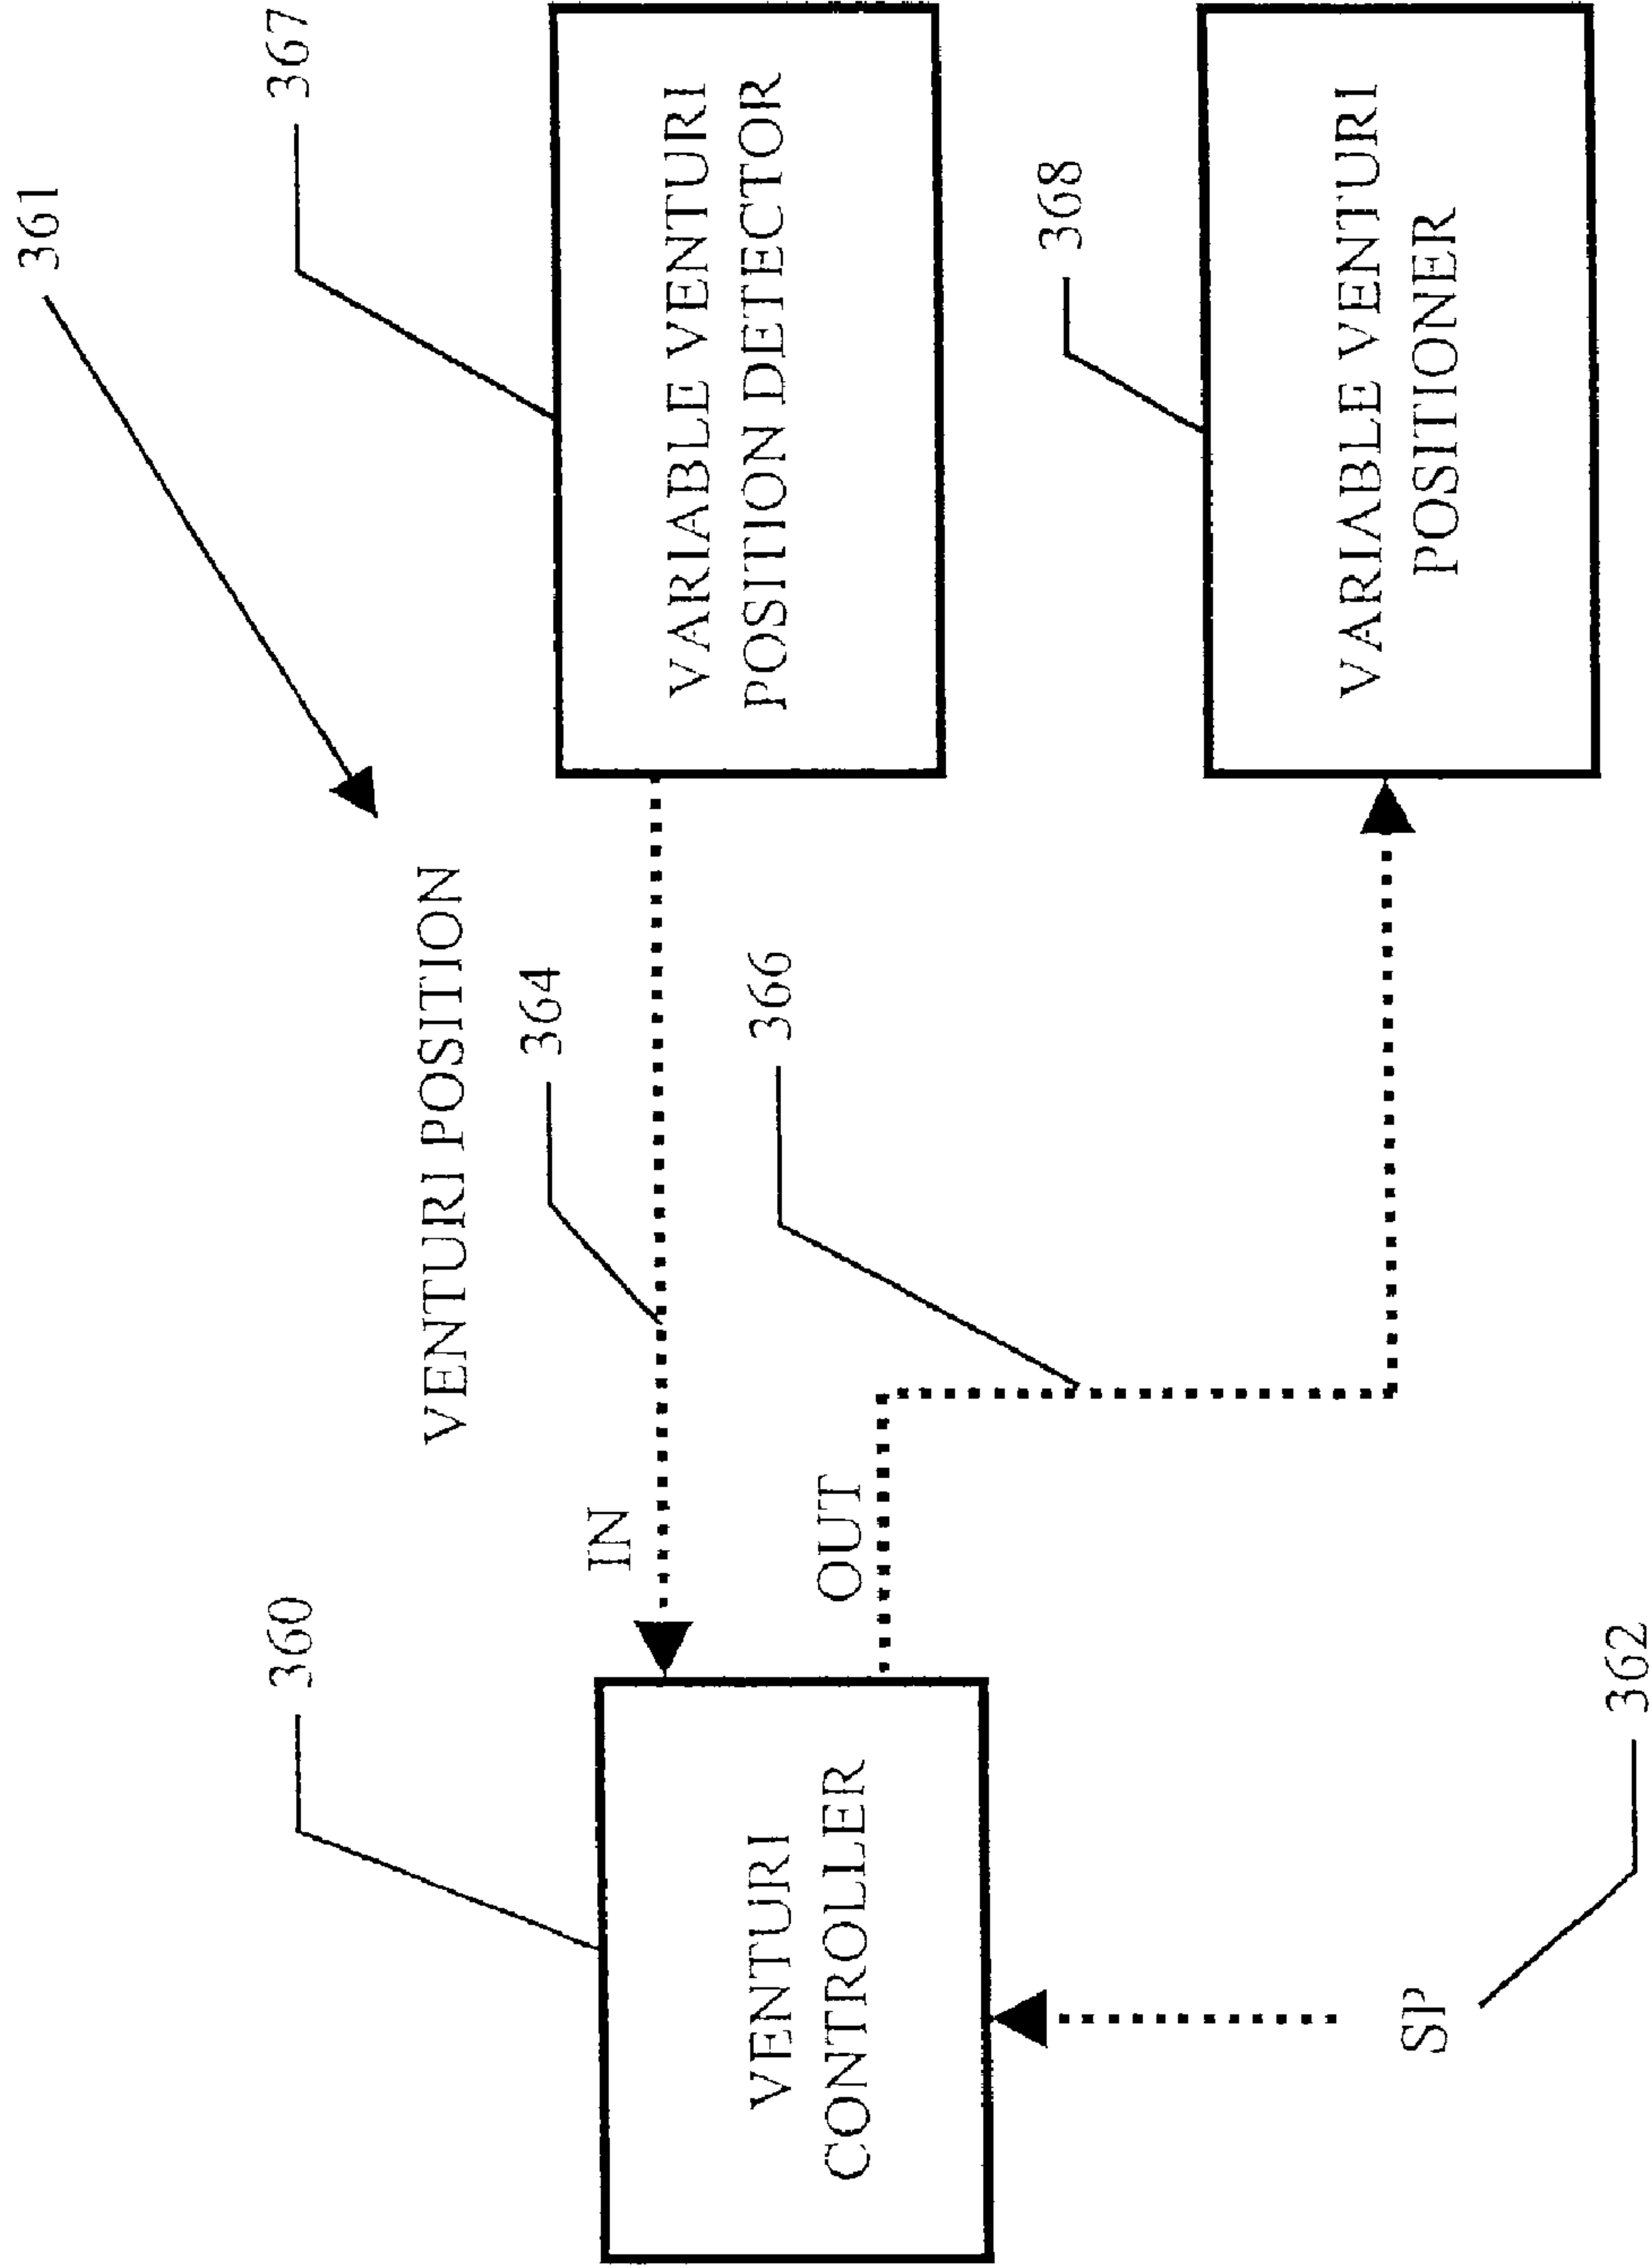 361
367
360
VENTURI POSITION
364
IN
VARIABLE VENTURI
POSITION DETECTOR
VENTURI
CONTROLLER
OUT
366
368
SP
VARIABLE VENTURI
POSITIONER
362